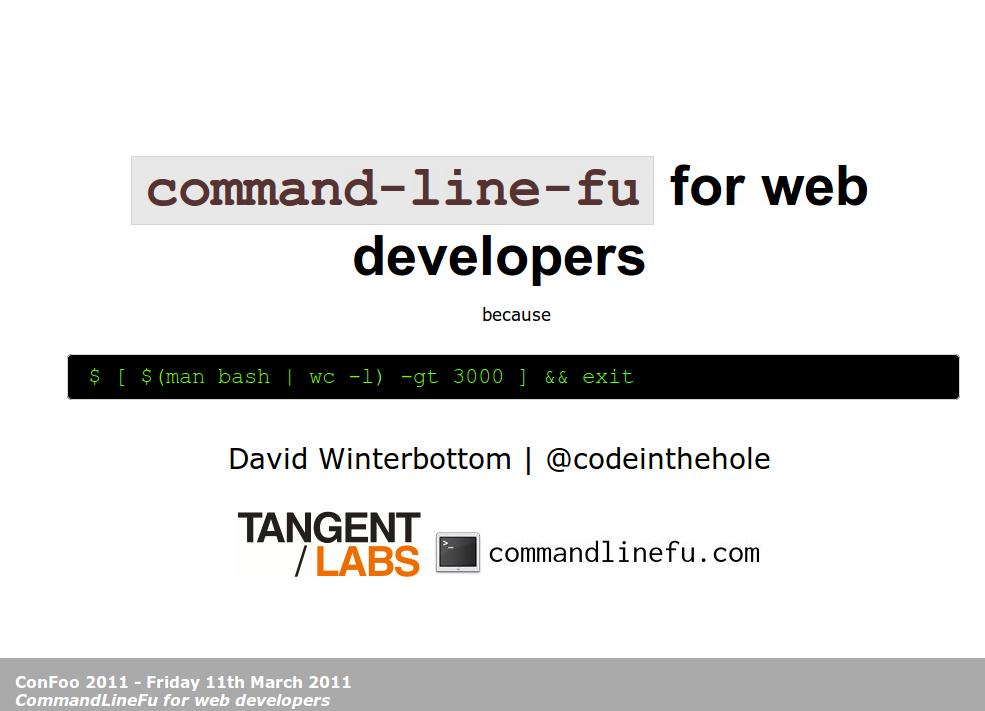 command-line-fu for web
developers
because
$ [ $(man bash | wc -l) -gt 3000 ] && exit
David Winterbottom | @codeinthehole
TANGENT
/ LABS
>_
commandlinefu.com
ConFoo 2011 - Friday 11th March 2011
CommandLineFu for web developers